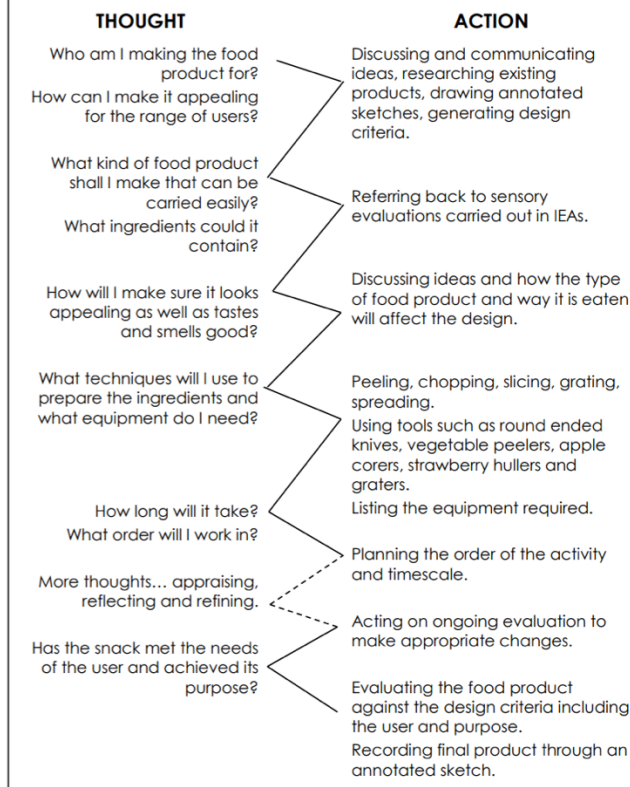 THOUGHT
Who am I making the food
product for?
How can I make it appealing
for the range of users?
What kind of food product
shall I make that can be
carried easily?
What ingredients could it
contain?
How will I make sure it looks
appealing as well as tastes
and smells good?
What techniques will I use to
prepare the ingredients and
what equipment do I need?
How long will it take?
What order will I work in?
More thoughts… appraising,
reflecting and refining.
Has the snack met the needs
of the user and achieved its
purpose?
ACTION
Discussing and communicating
ideas, researching existing
products, drawing annotated
sketches, generating design
criteria.
Referring back to sensory
evaluations carried out in IEAs.
Discussing ideas and how the type
of food product and way it is eaten
will affect the design.
Peeling, chopping, slicing, grating,
spreading.
Using tools such as round ended
knives, vegetable peelers, apple
corers, strawberry hullers and
graters.
Listing the equipment required.
Planning the order of the activity
and timescale.
Acting on ongoing evaluation to
make appropriate changes.
Evaluating the food product
against the design criteria including
the user and purpose.
Recording final product through an
annotated sketch.